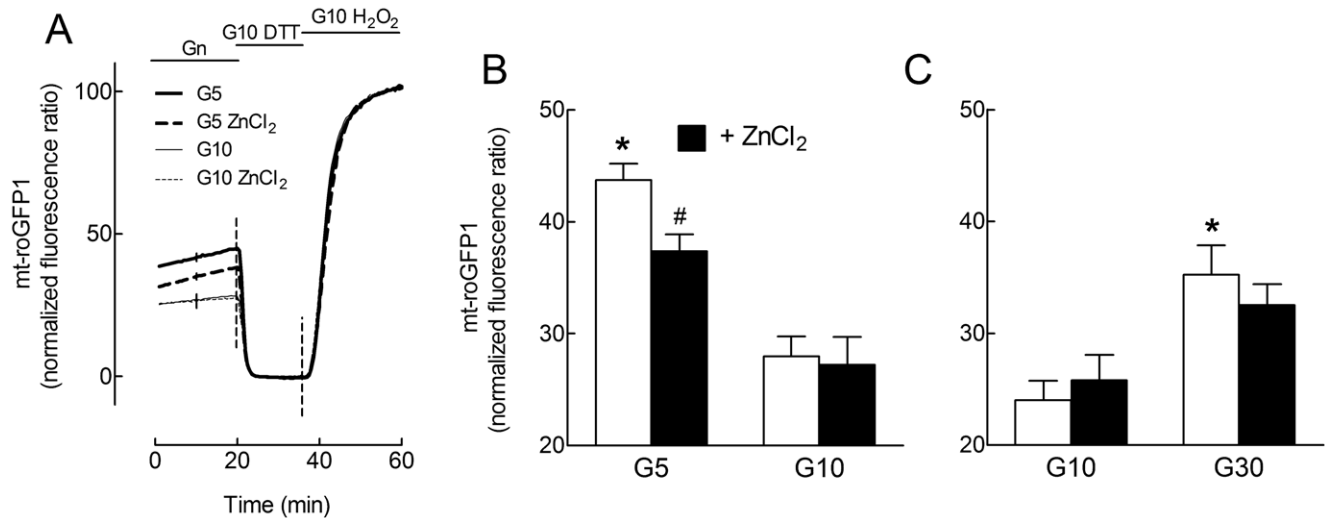 A
Gn
G10 DTT
G10 H₂O₂
mt-roGFP1
(normalized fluorescence ratio)
100
50
0
G5
G5 ZnCl₂
G10
G10 ZnCl₂
0 20 40 60
Time (min)
B
mt-roGFP1
(normalized fluorescence ratio)
50
40
30
20
+ ZnCl₂
*
#
G5 G10
C
50
40
30
20
*
G10 G30